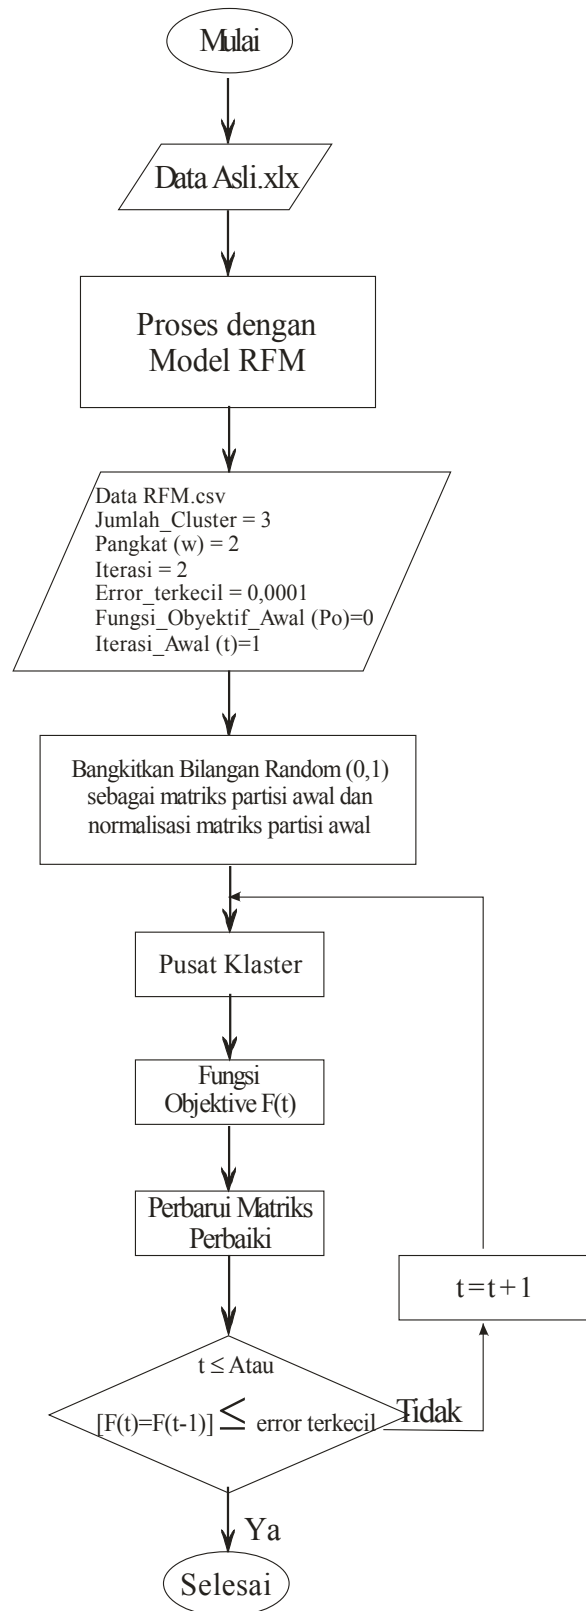 Mulai
Data Asli.xlx
Proses dengan
Model RFM
Data RFM.csv
Jumlah_Cluster = 3
Pangkat (w) = 2
Iterasi = 2
Error_terkecil = 0,0001
Fungsi_Obyektif_Awal (Po)=0
Iterasi_Awal (t)=1
Bangkitkan Bilangan Random (0,1)
sebagai matriks partisi awal dan
normalisasi matriks partisi awal
Pusat Klaster
Fungsi
Objektive F(t)
Perbarui Matriks
Perbaiki
t = t + 1
t ≤ Atau
[F(t)=F(t-1)] ≤ error terkecil
Tidak
Ya
Selesai